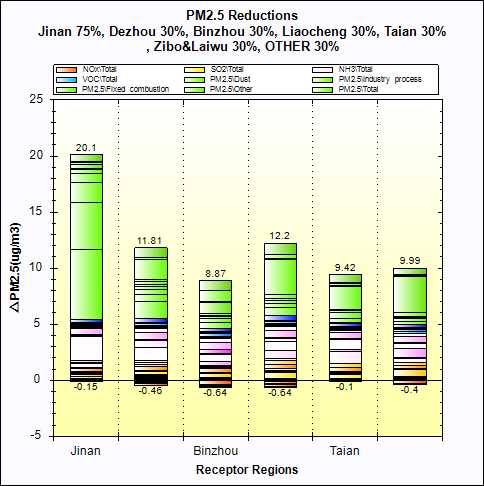 PM2.5 Reductions
Jinan 75%, Dezhou 30%, Binzhou 30%, Liaocheng 30%, Taian 30%
, Zibo&Laiwu 30%, OTHER 30%
NOx\Total SO2\Total NH3\Total
VOC\Total PM2.5\Dust PM2.5\Industry process
PM2.5\Fixed combustion PM2.5\Other PM2.5\Total
25
20
15
10
5
0
-5
△PM2.5(ug/m3)
20.1
11.81
8.87
12.2
9.42
9.99
-0.15
-0.46
-0.64
-0.64
-0.1
-0.4
Jinan Binzhou Taian
Receptor Regions